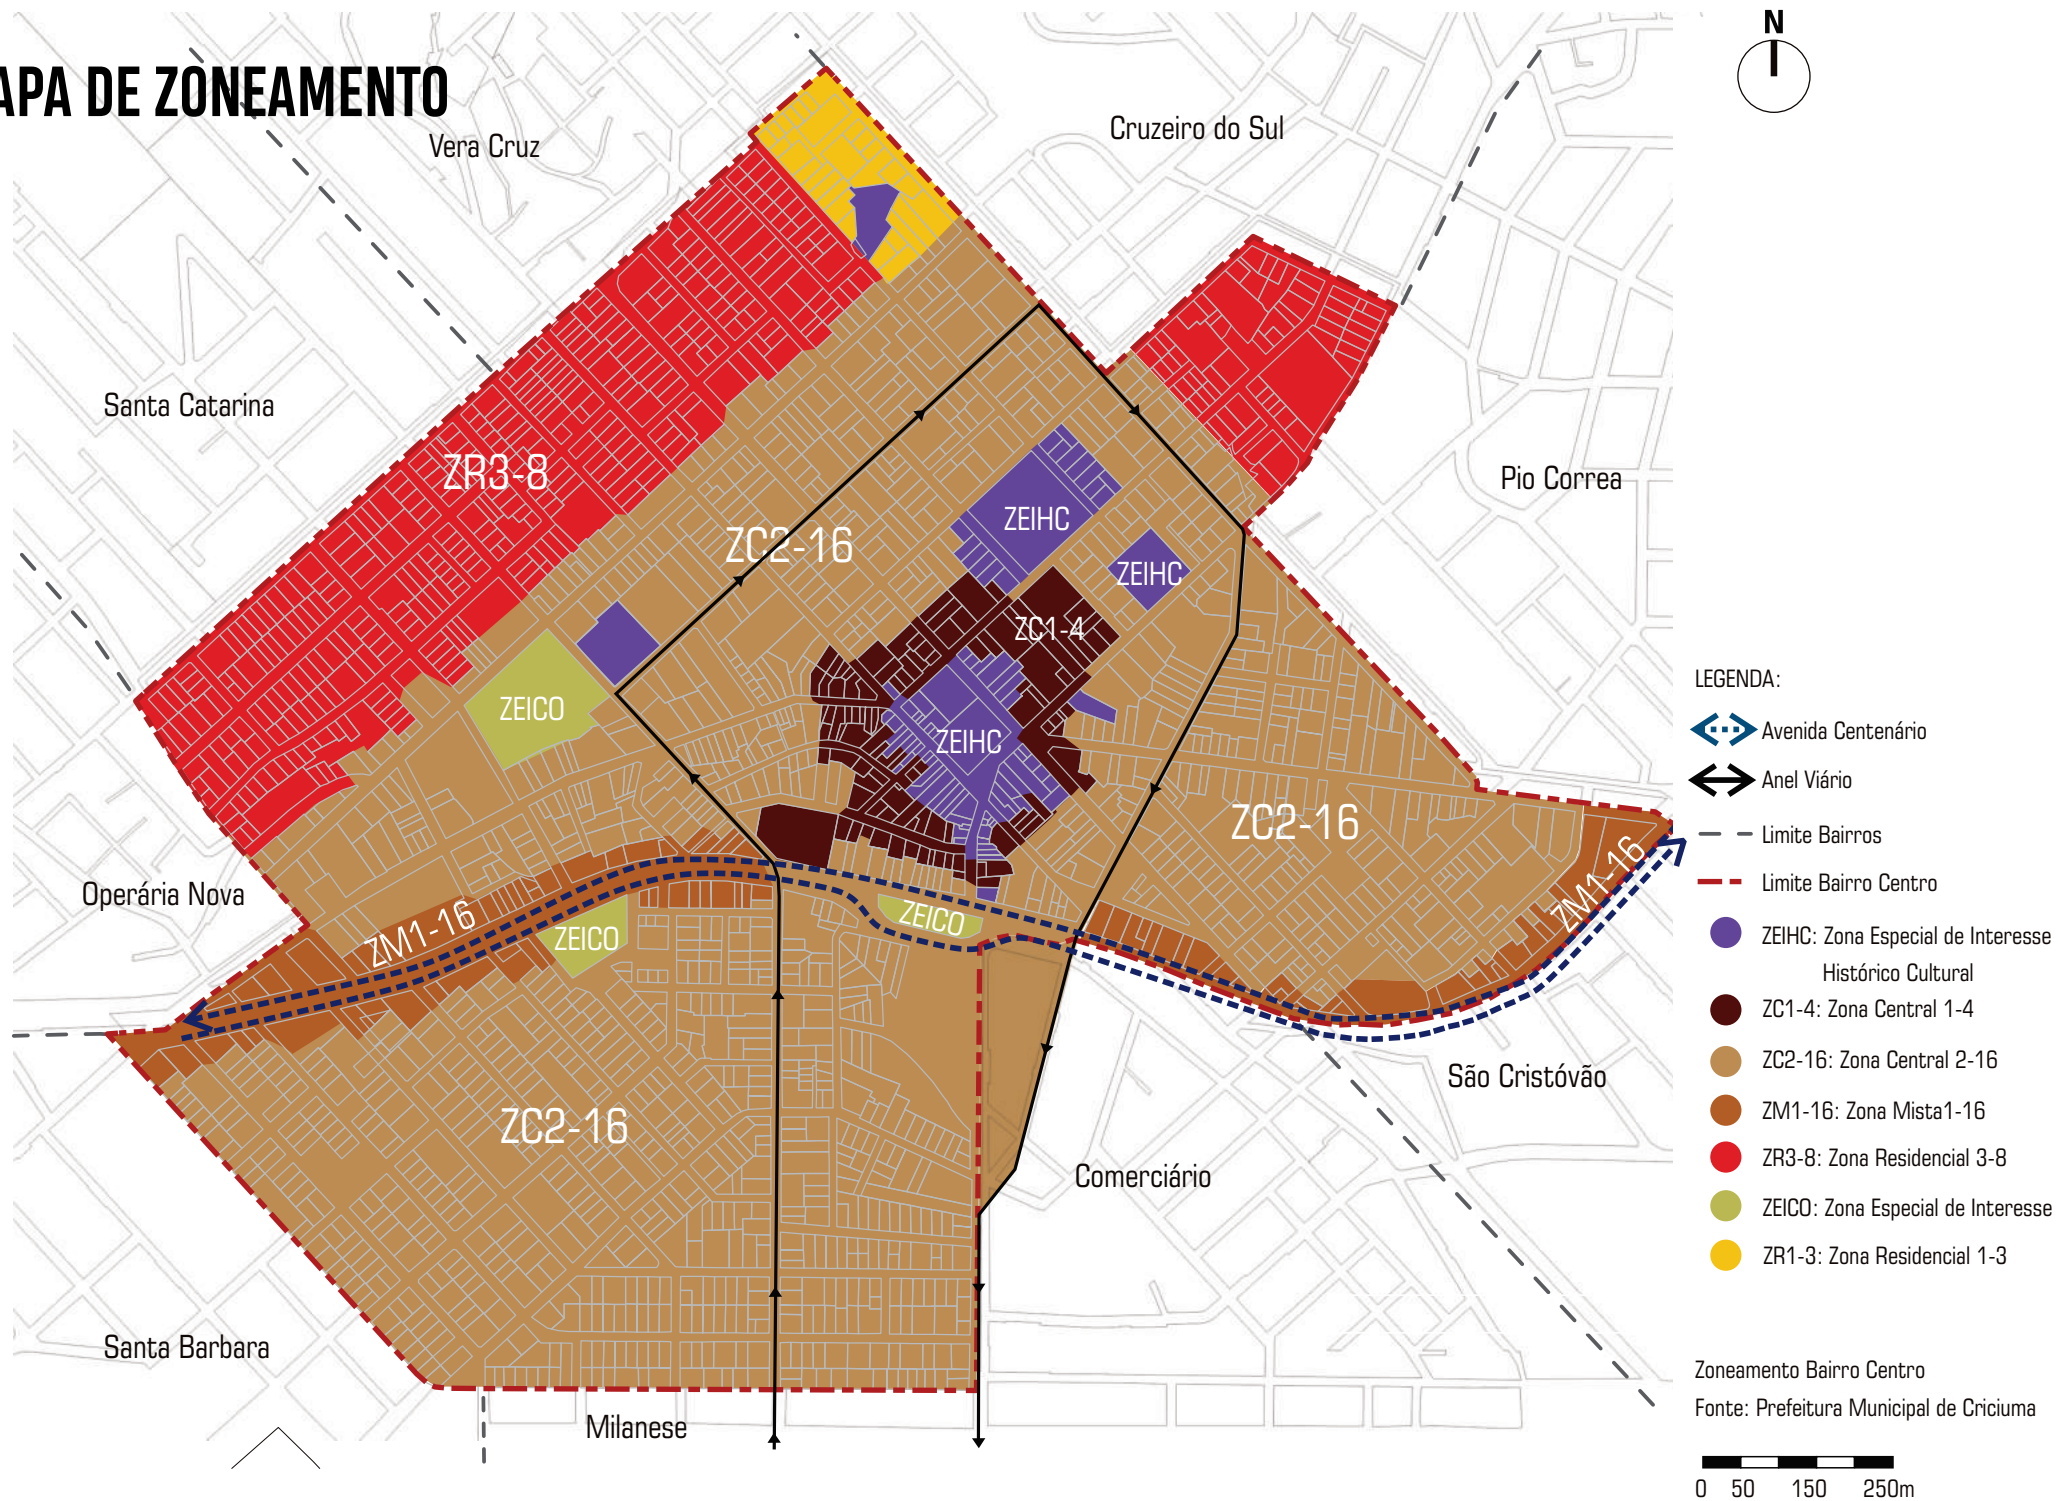 APA DE ZONEAMENTO
N
Vera Cruz
Cruzeiro do Sul
Santa Catarina
Pio Correa
ZR3-8
ZC2-16
ZEIHC
ZEIHC
ZC1-4
ZEICO
ZEIHC
ZC2-16
Operária Nova
ZM1-16
ZEICO
ZEICO
ZM1-16
ZC2-16
São Cristóvão
Comerciário
Santa Barbara
Milanese
LEGENDA:
Avenida Centenário
Anel Viário
Limite Bairros
Limite Bairro Centro
ZEIHC: Zona Especial de Interesse
Histórico Cultural
ZC1-4: Zona Central 1-4
ZC2-16: Zona Central 2-16
ZM1-16: Zona Mista1-16
ZR3-8: Zona Residencial 3-8
ZEICO: Zona Especial de Interesse
ZR1-3: Zona Residencial 1-3
Zoneamento Bairro Centro
Fonte: Prefeitura Municipal de Criciuma
0 50 150 250m